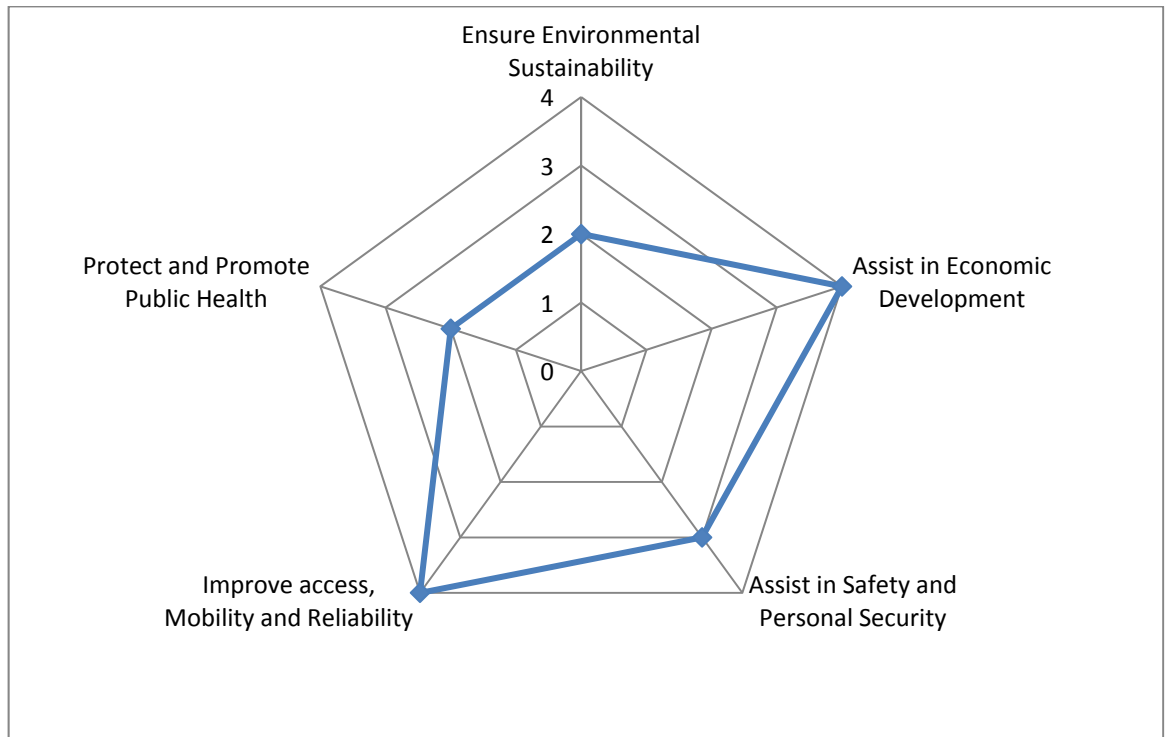 Ensure Environmental
Sustainability
4
3
2
1
0
Assist in Economic
Development
Assist in Safety and
Personal Security
Improve access,
Mobility and Reliability
Protect and Promote
Public Health